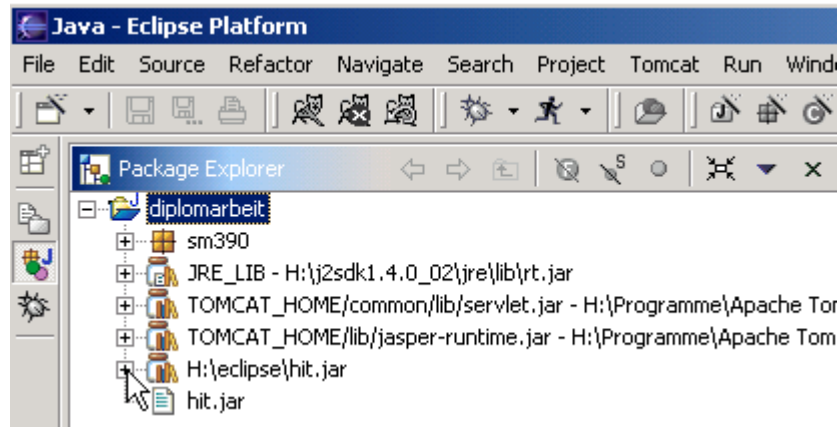 Java - Eclipse Platform
File Edit Source Refactor Navigate Search Project Tomcat Run
Package Explorer
diplomarbeit
sm390
JRE_LIB - H:\j2sdk1.4.0_02\jre\lib\rt.jar
TOMCAT_HOME/common/lib/servlet.jar - H:\Programme\Apache
TOMCAT_HOME/lib/jasper-runtime.jar - H:\Programme\Apache Tom
H:\eclipse\hit.jar
hit.jar